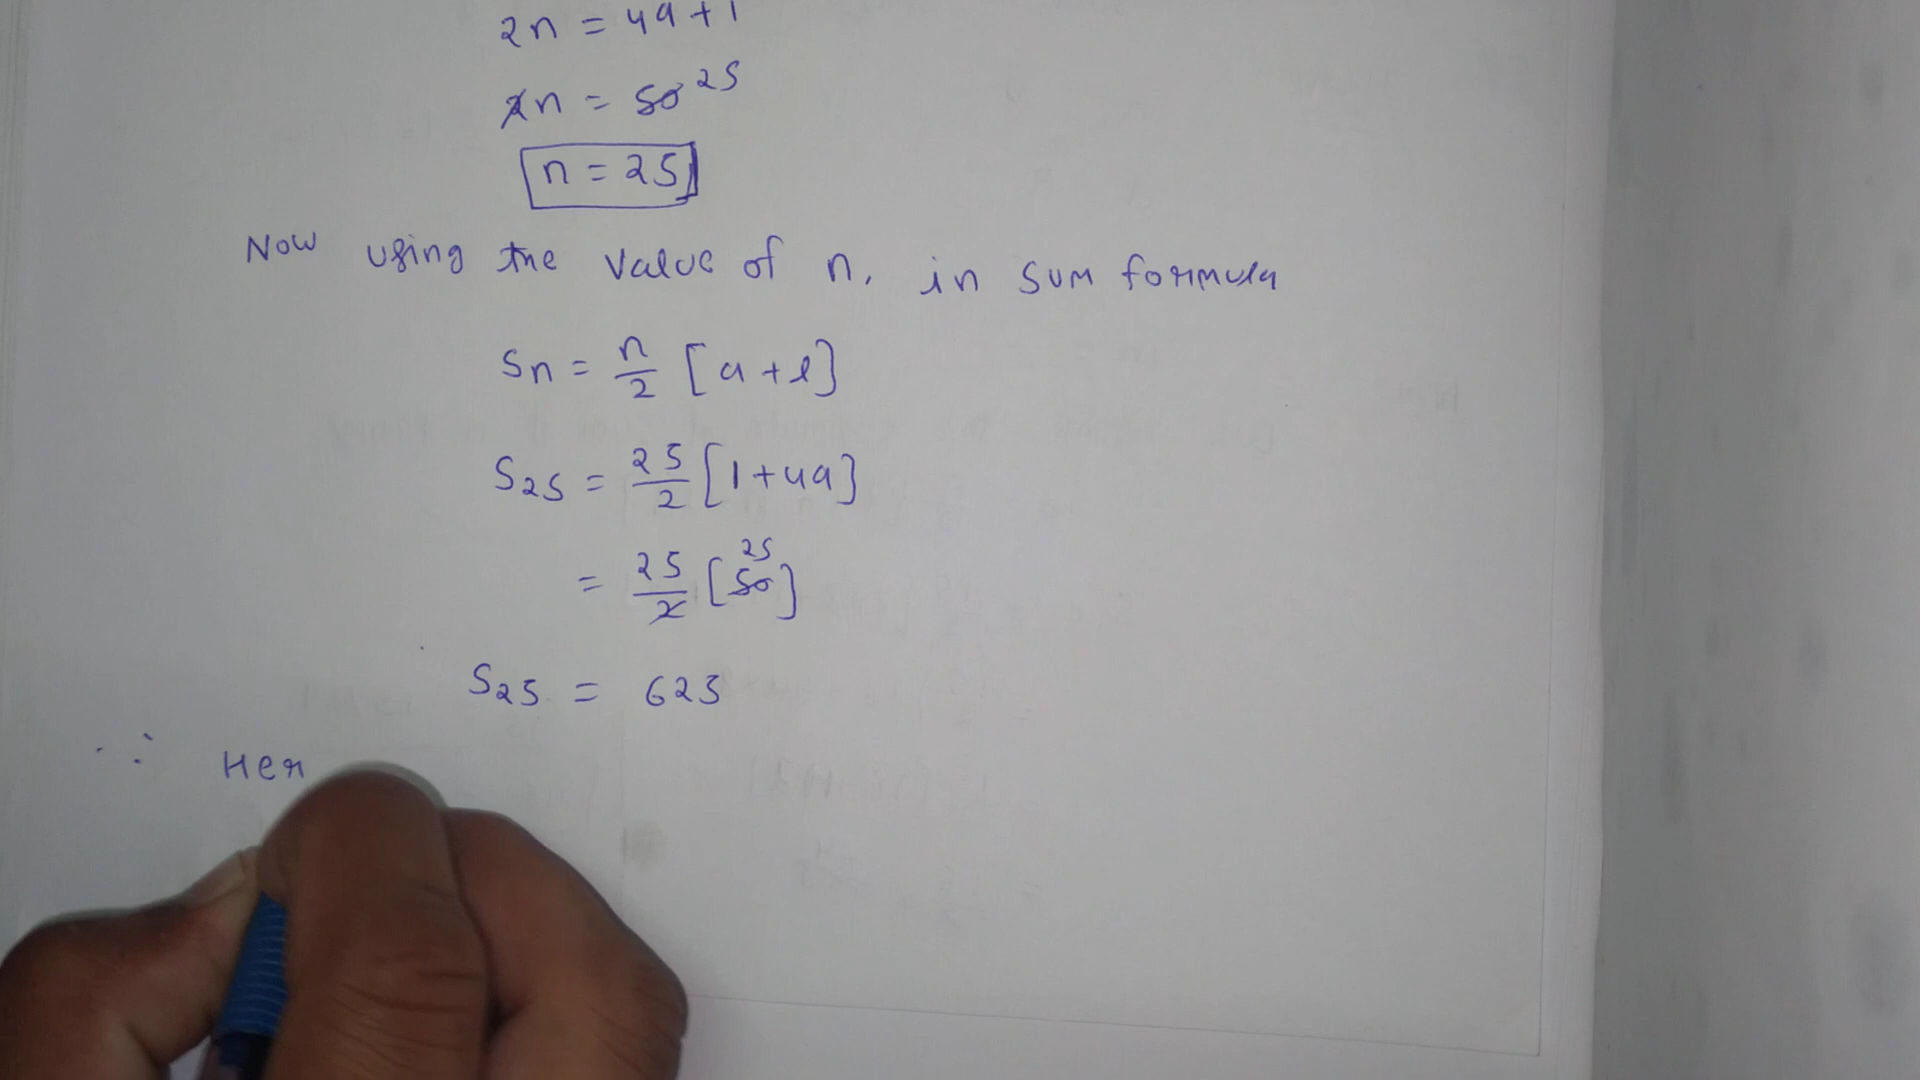 2n = 49 + 1
2n = 50 25
n = 25
Now using the value of n, in sum formula
Sn = n/2 [a + l]
S25 = 25/2 [1 + 49]
= 25/2 [50] 25
S25 = 625
∵ Her